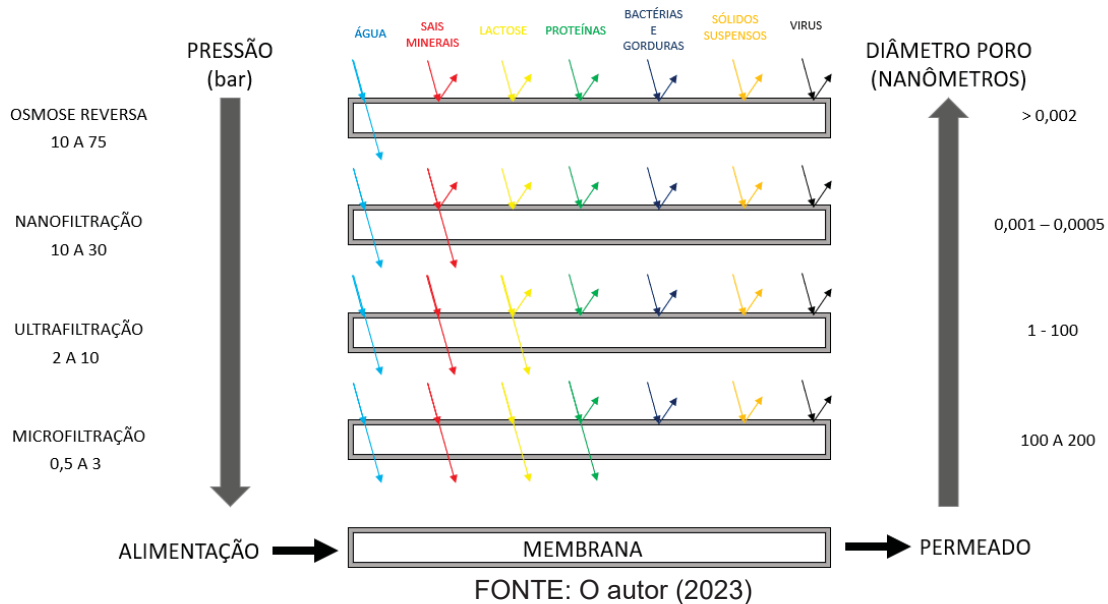 PRESSÃO
(bar)
ÁGUA
SAIS
MINERAIS
LACTOSE
PROTEÍNAS
BACTÉRIAS
E
GORDURAS
SÓLIDOS
SUSPENSOS
VIRUS
DIÂMETRO PORO
(NANÔMETROS)
OSMOSE REVERSA
10 A 75
> 0,002
NANOFILTRAÇÃO
10 A 30
0,001 – 0,0005
ULTRAFILTRAÇÃO
2 A 10
1 - 100
MICROFILTRAÇÃO
0,5 A 3
100 A 200
ALIMENTAÇÃO
MEMBRANA
PERMEADO
FONTE: O autor (2023)